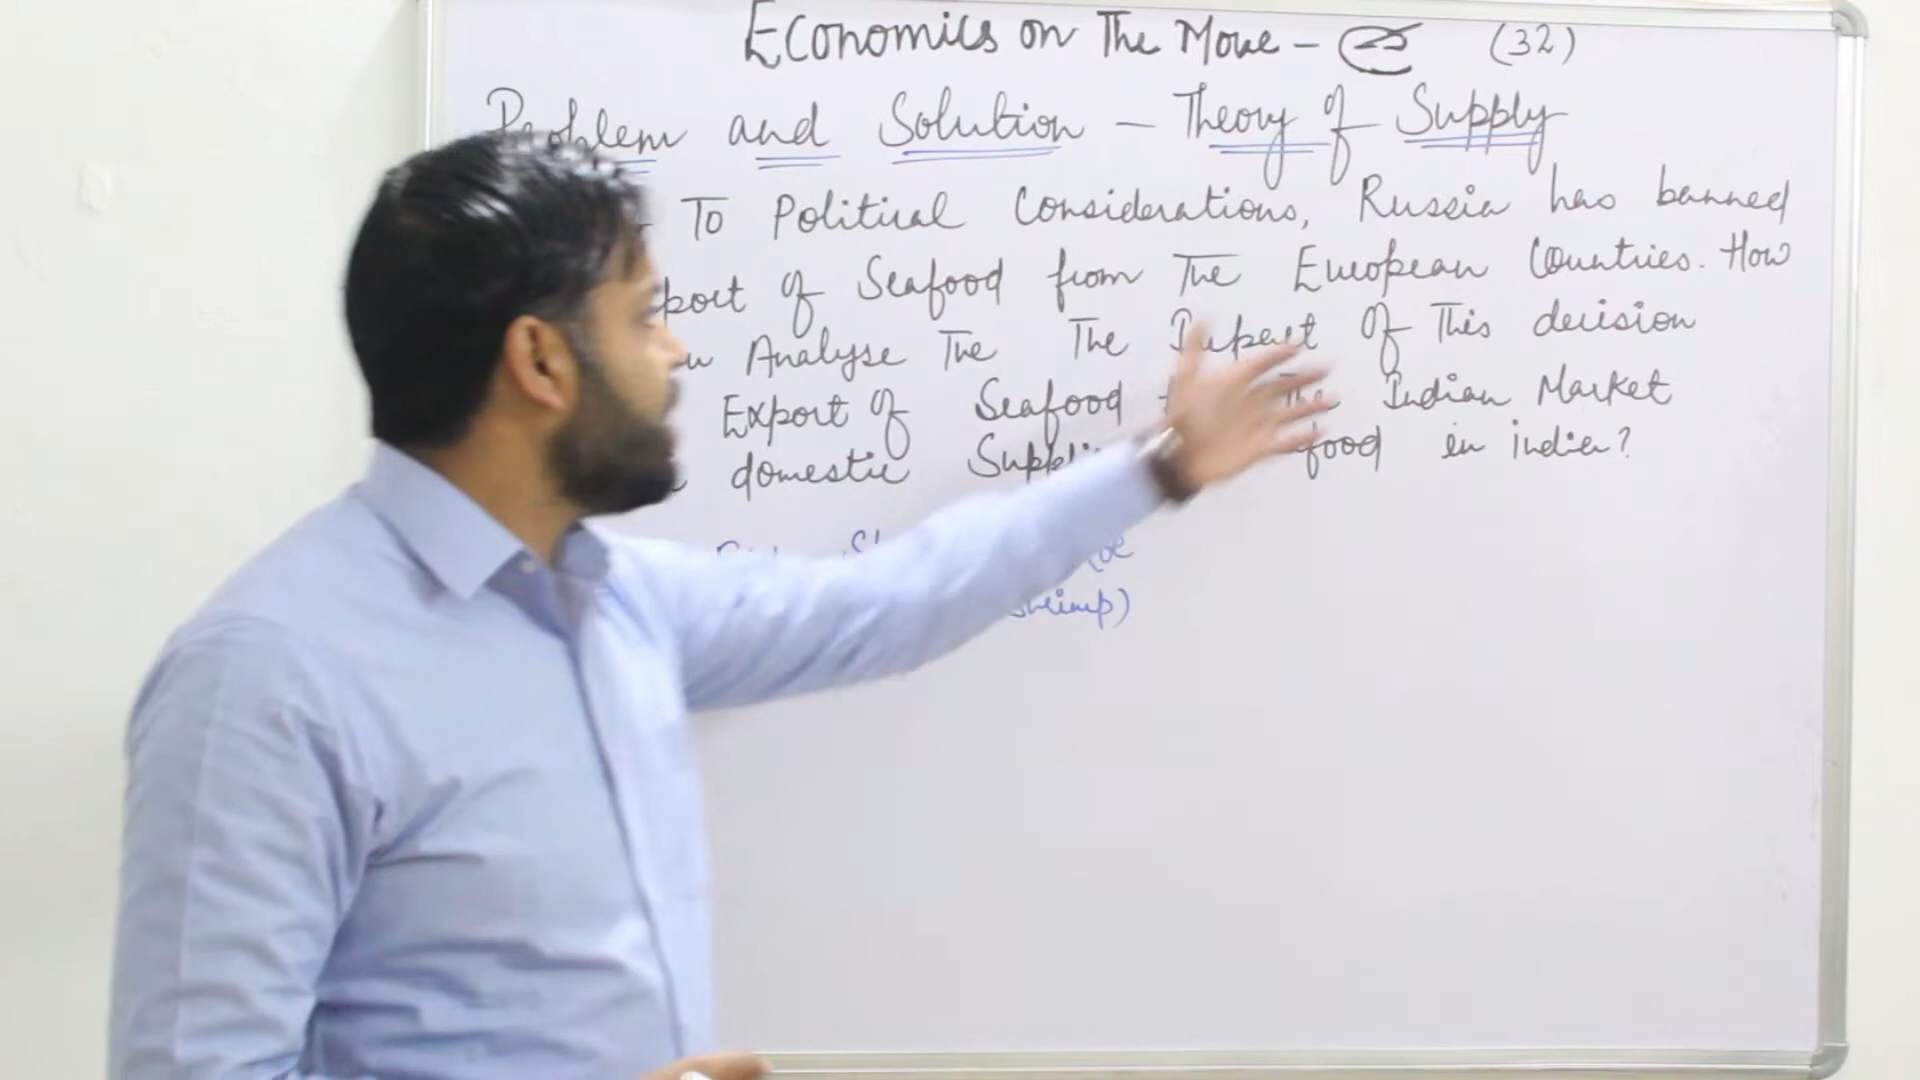 Economics on The Move - (32)
Problem and Solution - Theory of Supply
To Political Considerations, Russia has banned
port of Seafood from The European Countries. How
Analyse The The Impact of This decision
Export of Seafood The Indian Market
domestic food in india?
shrimp)